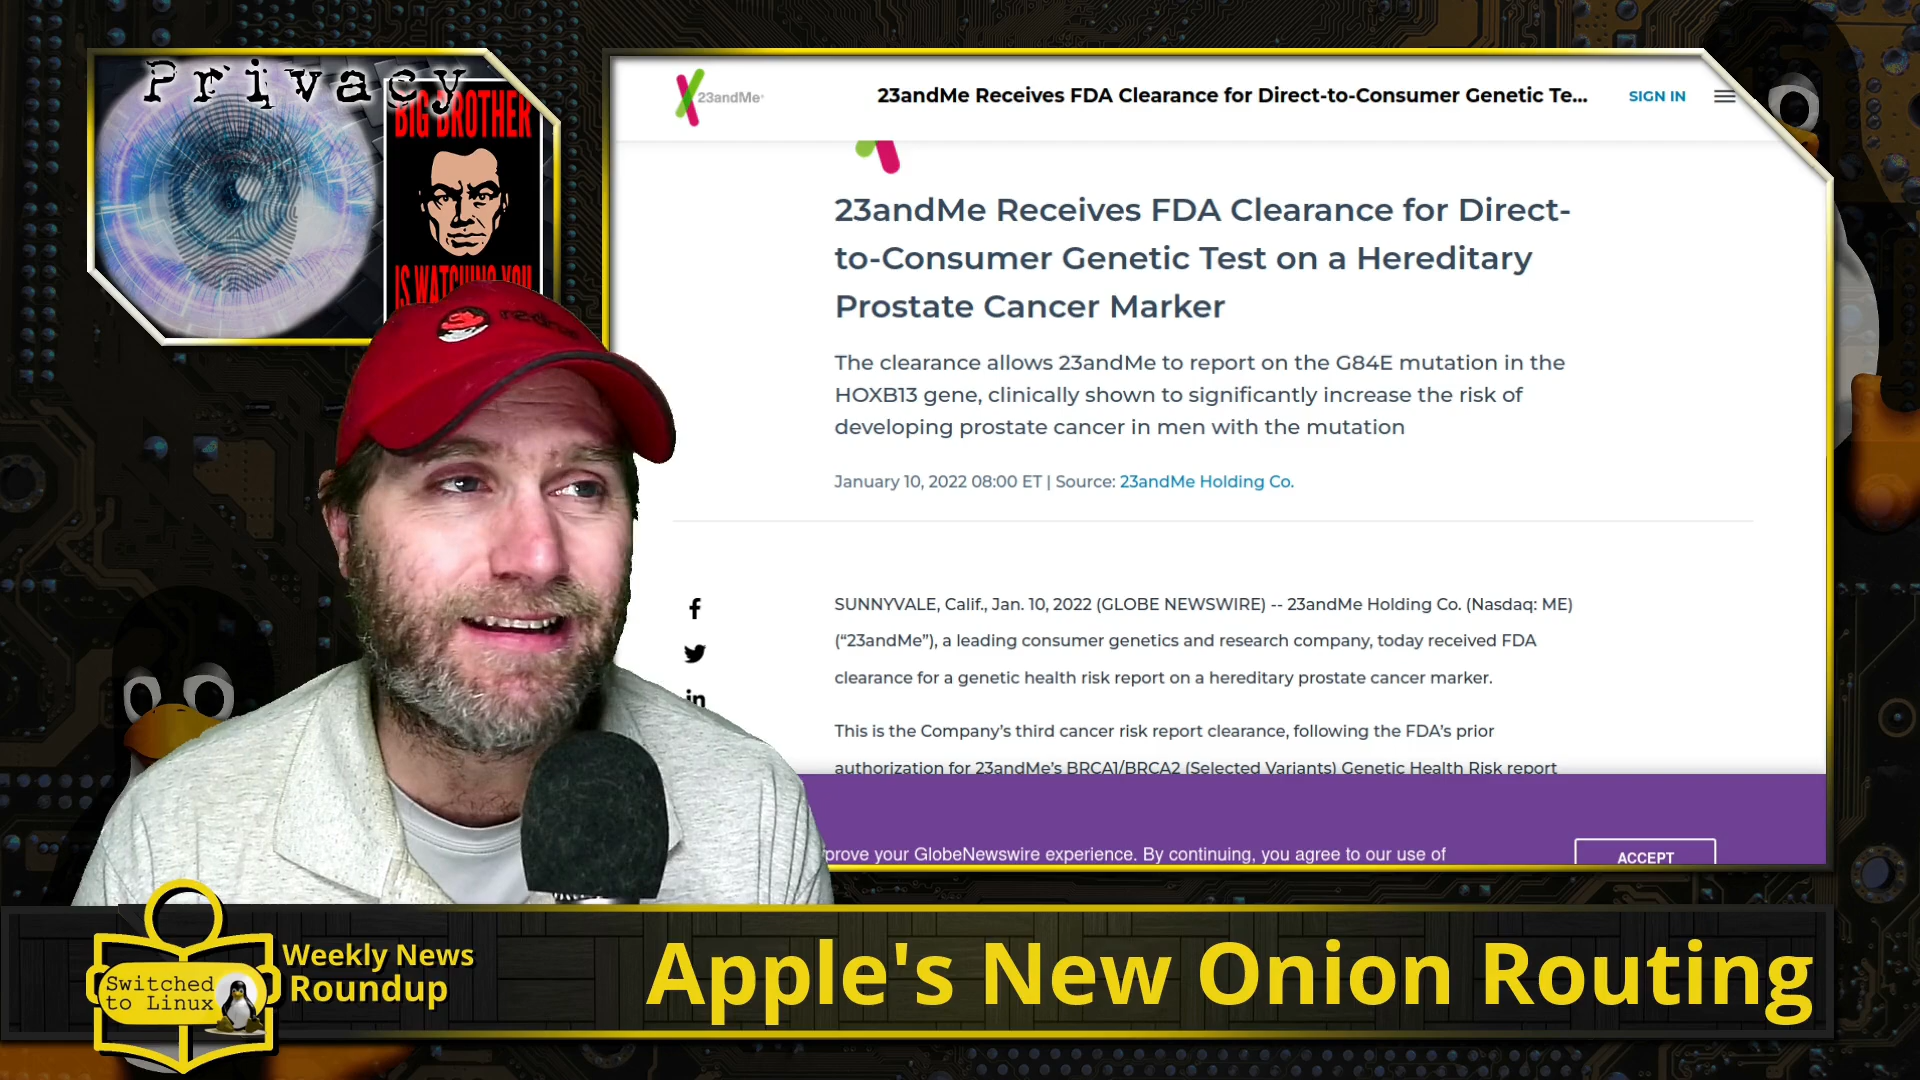 Privacy
BIG BROTHER
IS WATCHING YOU
23andMe
23andMe Receives FDA Clearance for Direct-to-Consumer Genetic Te...
SIGN IN
23andMe Receives FDA Clearance for Direct-
to-Consumer Genetic Test on a Hereditary
Prostate Cancer Marker
The clearance allows 23andMe to report on the G84E mutation in the
HOXB13 gene, clinically shown to significantly increase the risk of
developing prostate cancer in men with the mutation
January 10, 2022 08:00 ET | Source: 23andMe Holding Co.
SUNNYVALE, Calif., Jan. 10, 2022 (GLOBE NEWSWIRE) -- 23andMe Holding Co. (Nasdaq: ME)
(“23andMe”), a leading consumer genetics and research company, today received FDA
clearance for a genetic health risk report on a hereditary prostate cancer marker.
This is the Company’s third cancer risk report clearance, following the FDA’s prior
authorization for 23andMe’s BRCA1/BRCA2 (Selected Variants) Genetic Health Risk report
prove your GlobeNewswire experience. By continuing, you agree to our use of
ACCEPT
Switched
to Linux
Weekly News
Roundup
Apple's New Onion Routing